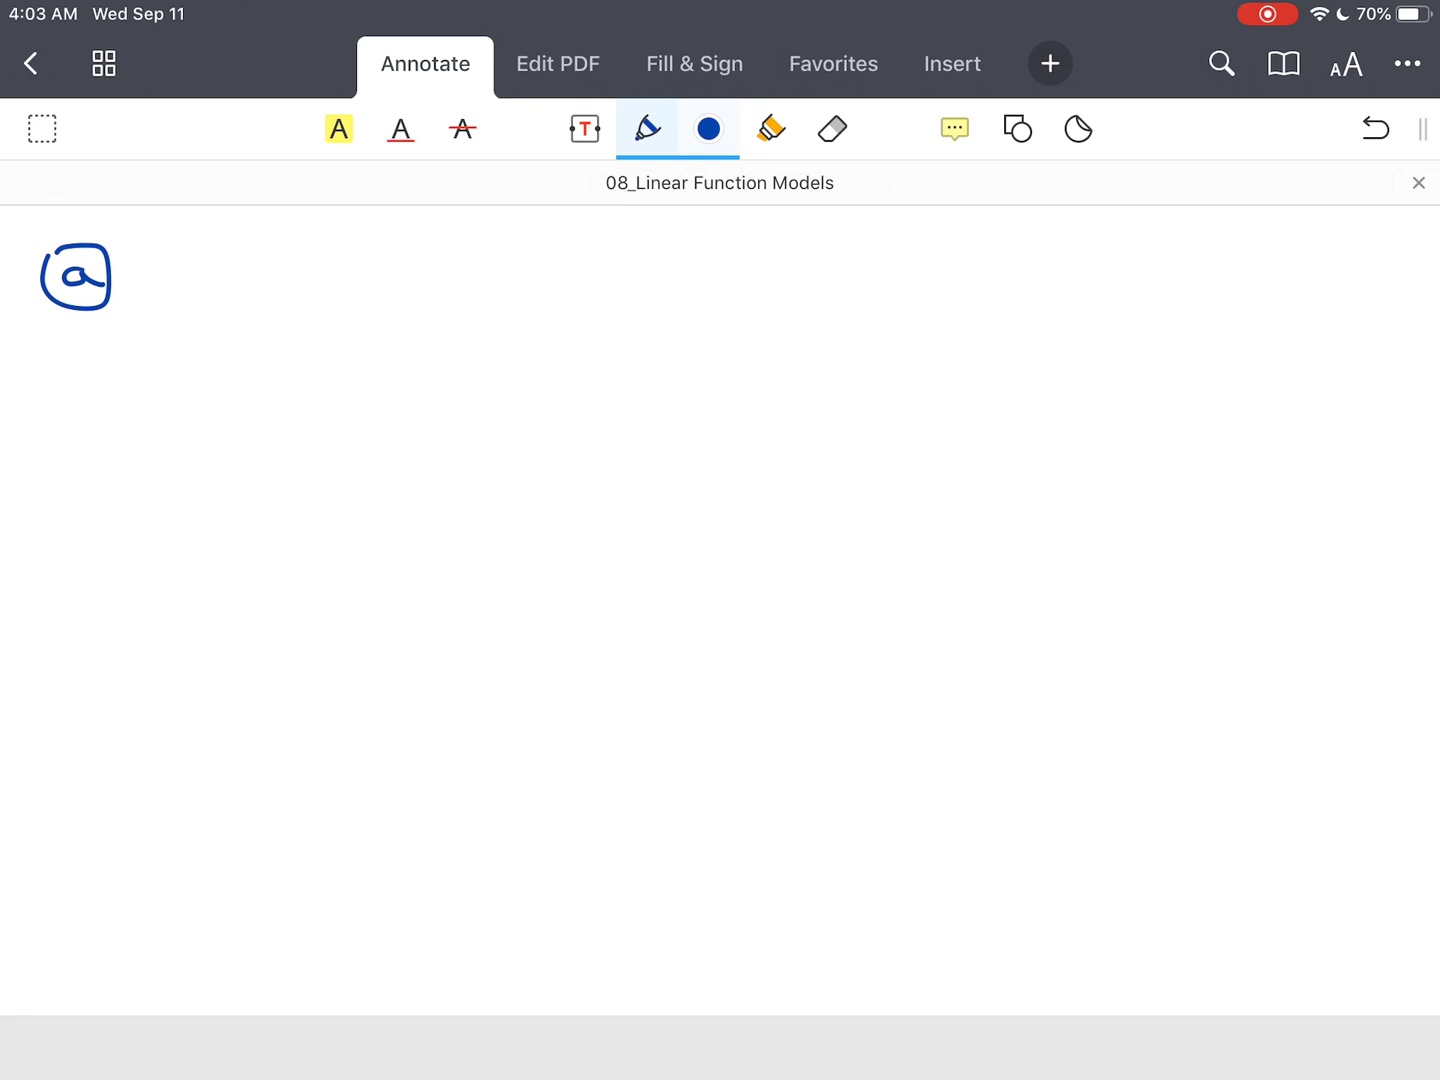 4:03 AM Wed Sep 11 70%
Annotate Edit PDF Fill & Sign Favorites Insert
A A A T
08_Linear Function Models
a